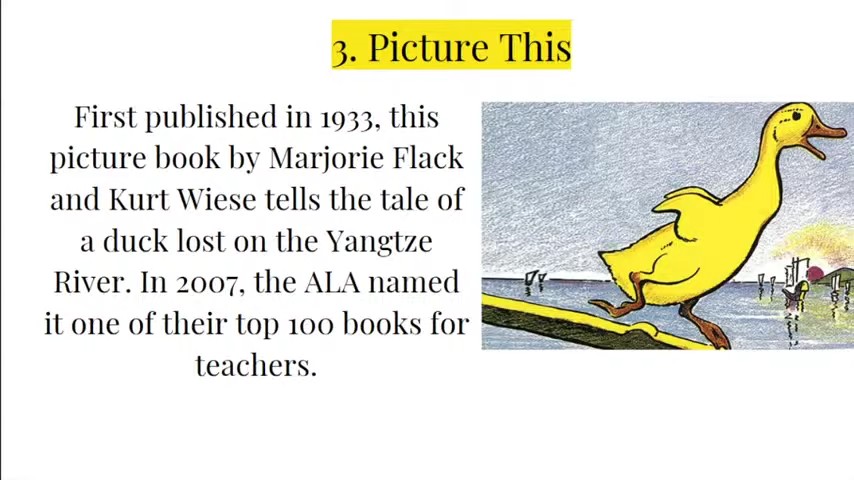 3. Picture This
First published in 1933, this
picture book by Marjorie Flack
and Kurt Wiese tells the tale of
a duck lost on the Yangtze
River. In 2007, the ALA named
it one of their top 100 books for
teachers.